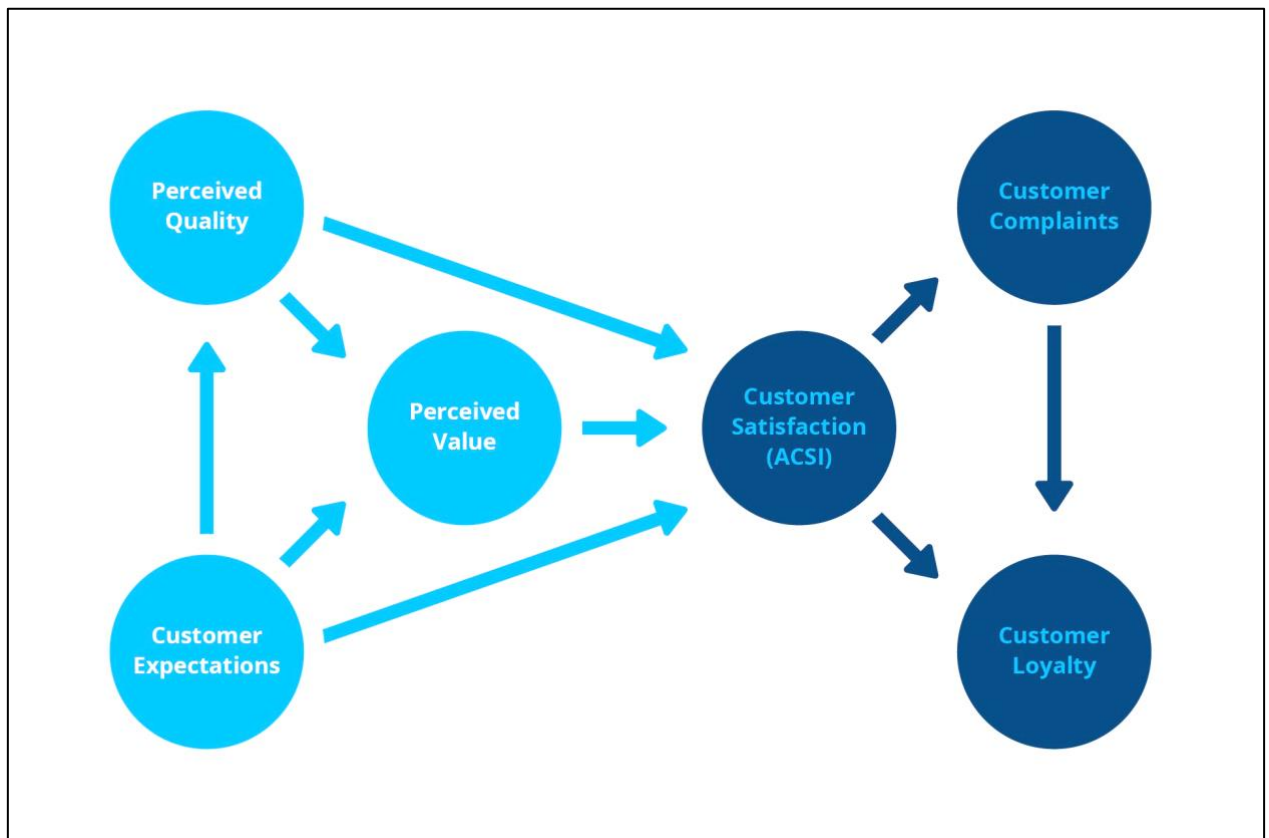 Perceived
Quality
Customer
Complaints
Perceived
Value
Customer
Satisfaction
(ACSI)
Customer
Expectations
Customer
Loyalty